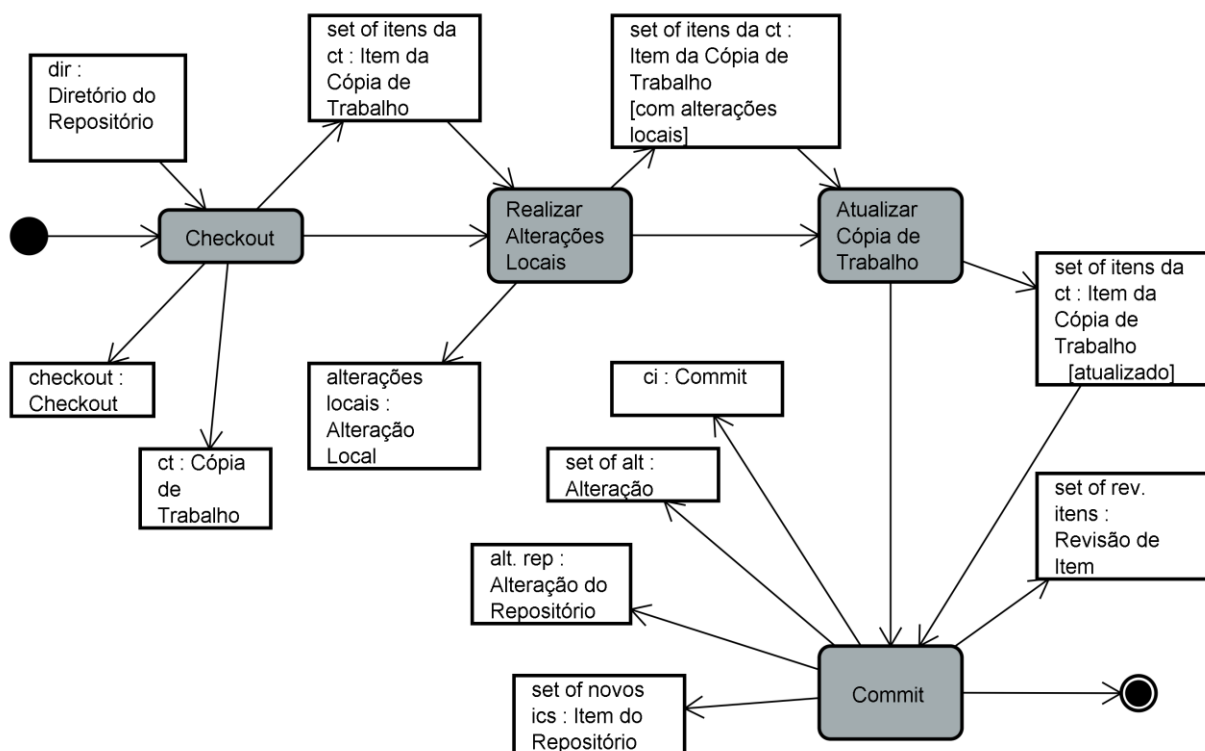 dir :
Diretório do
Repositório
set of itens da
ct : Item da
Cópia de
Trabalho
set of itens da ct :
Item da Cópia de
Trabalho
[com alterações
locais]
Checkout
Realizar
Alterações
Locais
Atualizar
Cópia de
Trabalho
set of itens da
ct : Item da
Cópia de
Trabalho
[atualizado]
checkout :
Checkout
ct : Cópia
de
Trabalho
alterações
locais :
Alteração
Local
ci : Commit
set of alt :
Alteração
set of rev.
itens :
Revisão de
Item
alt. rep :
Alteração do
Repositório
set of novos
ics : Item do
Repositório
Commit